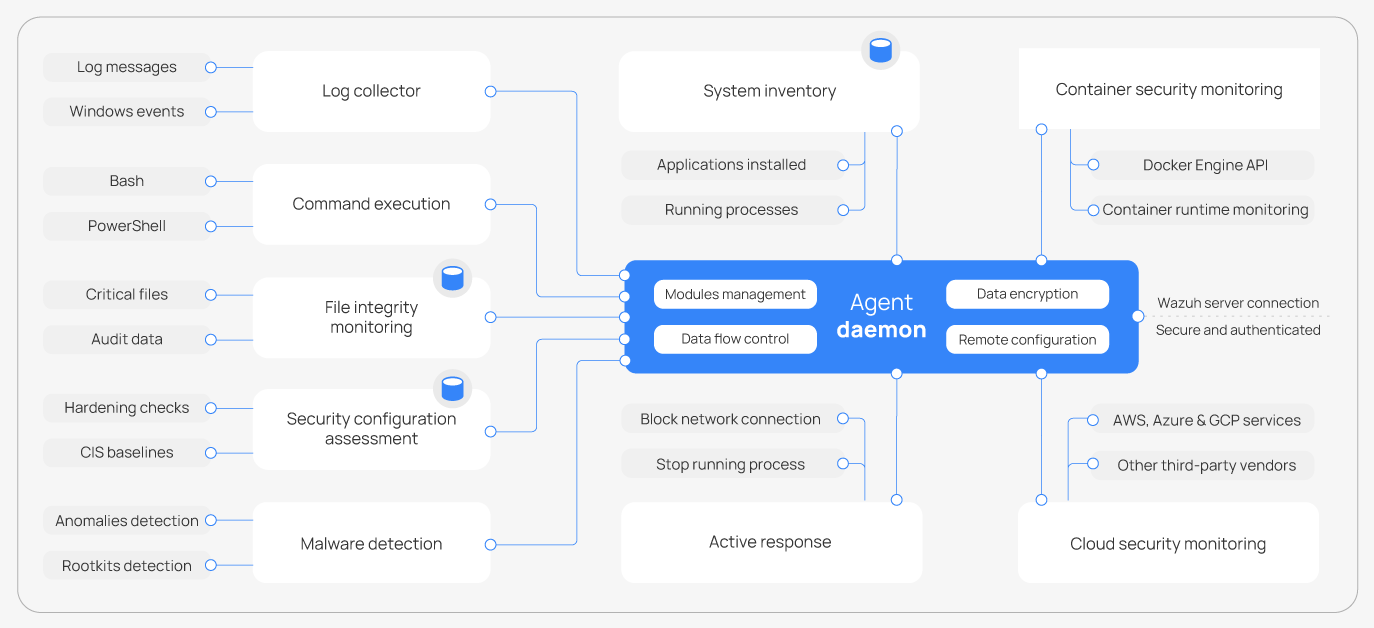 Log messages
Windows events
Log collector
Bash
PowerShell
Command execution
Critical files
Audit data
File integrity
monitoring
Hardening checks
CIS baselines
Security configuration
assessment
Anomalies detection
Rootkits detection
Malware detection
System inventory
Applications installed
Running processes
Container security monitoring
Docker Engine API
Container runtime monitoring
Modules management
Data flow control
Agent
daemon
Data encryption
Remote configuration
Wazuh server connection
Secure and authenticated
Block network connection
Stop running process
Active response
AWS, Azure & GCP services
Other third-party vendors
Cloud security monitoring